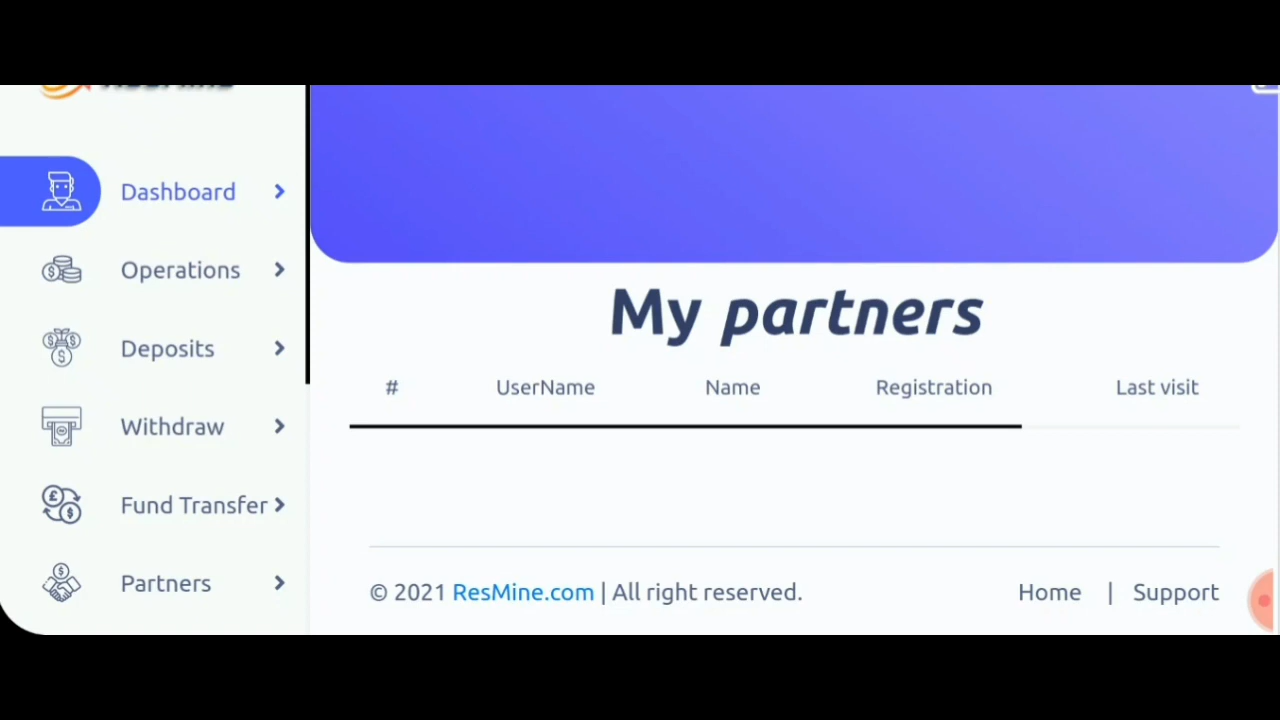 Dashboard
Operations
Deposits
Withdraw
Fund Transfer
Partners
My partners
# UserName Name Registration Last visit
© 2021 ResMine.com | All right reserved.
Home | Support